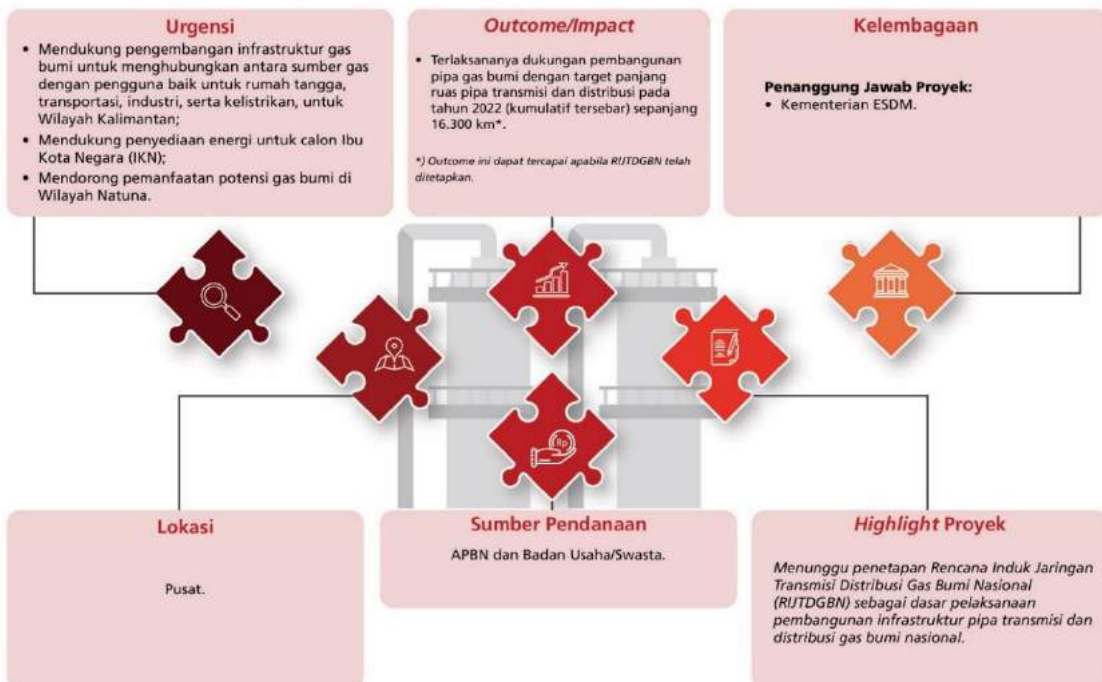 Urgensi
• Mendukung pengembangan infrastruktur gas
bumi untuk menghubungkan antara sumber gas
dengan pengguna baik untuk rumah tangga,
transportasi, industri, serta kelistrikan, untuk
Wilayah Kalimantan;
• Mendukung penyediaan energi untuk calon Ibu
Kota Negara (IKN);
• Mendorong pemanfaatan potensi gas bumi di
Wilayah Natuna.
Outcome/Impact
• Terlaksananya dukungan pembangunan
pipa gas bumi dengan target panjang
ruas pipa transmisi dan distribusi pada
tahun 2022 (kumulatif tersebar) sepanjang
16.300 km*.
*) Outcome ini dapat tercapai apabila RIJTDGBN telah
ditetapkan.
Kelembagaan
Penanggung Jawab Proyek:
• Kementerian ESDM.
Rp
Lokasi
Pusat.
Sumber Pendanaan
APBN dan Badan Usaha/Swasta.
Highlight Proyek
Menunggu penetapan Rencana Induk Jaringan
Transmisi Distribusi Gas Bumi Nasional
(RIJTDGBN) sebagai dasar pelaksanaan
pembangunan infrastruktur pipa transmisi dan
distribusi gas bumi nasional.